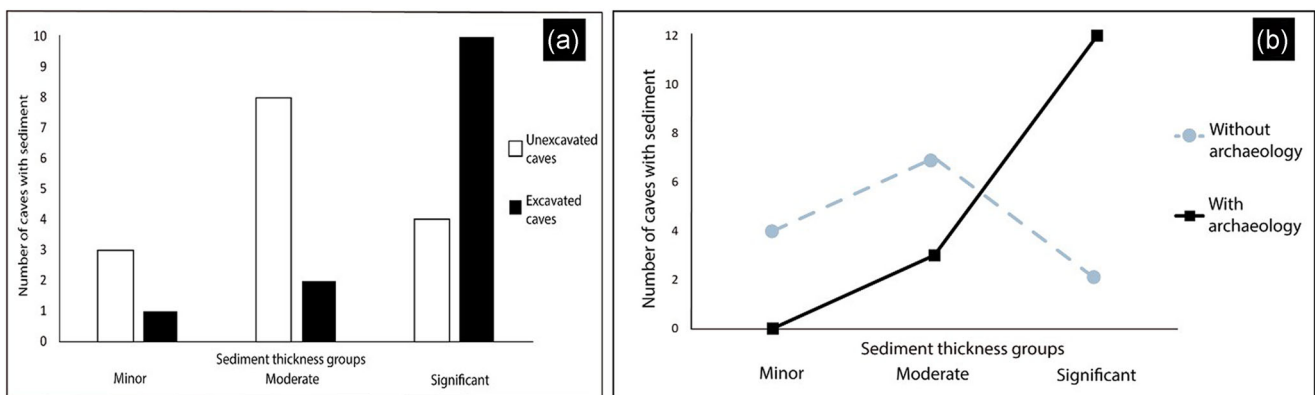 (a)
Number of caves with sediment
10
9
8
7
6
5
4
3
2
1
0
Unexcavated
caves
Excavated
caves
Sediment thickness groups
Minor Moderate Significant
(b)
Number of caves with sediment
12
10
8
6
4
2
0
Without
archaeology
With
archaeology
Sediment thickness groups
Minor Moderate Significant